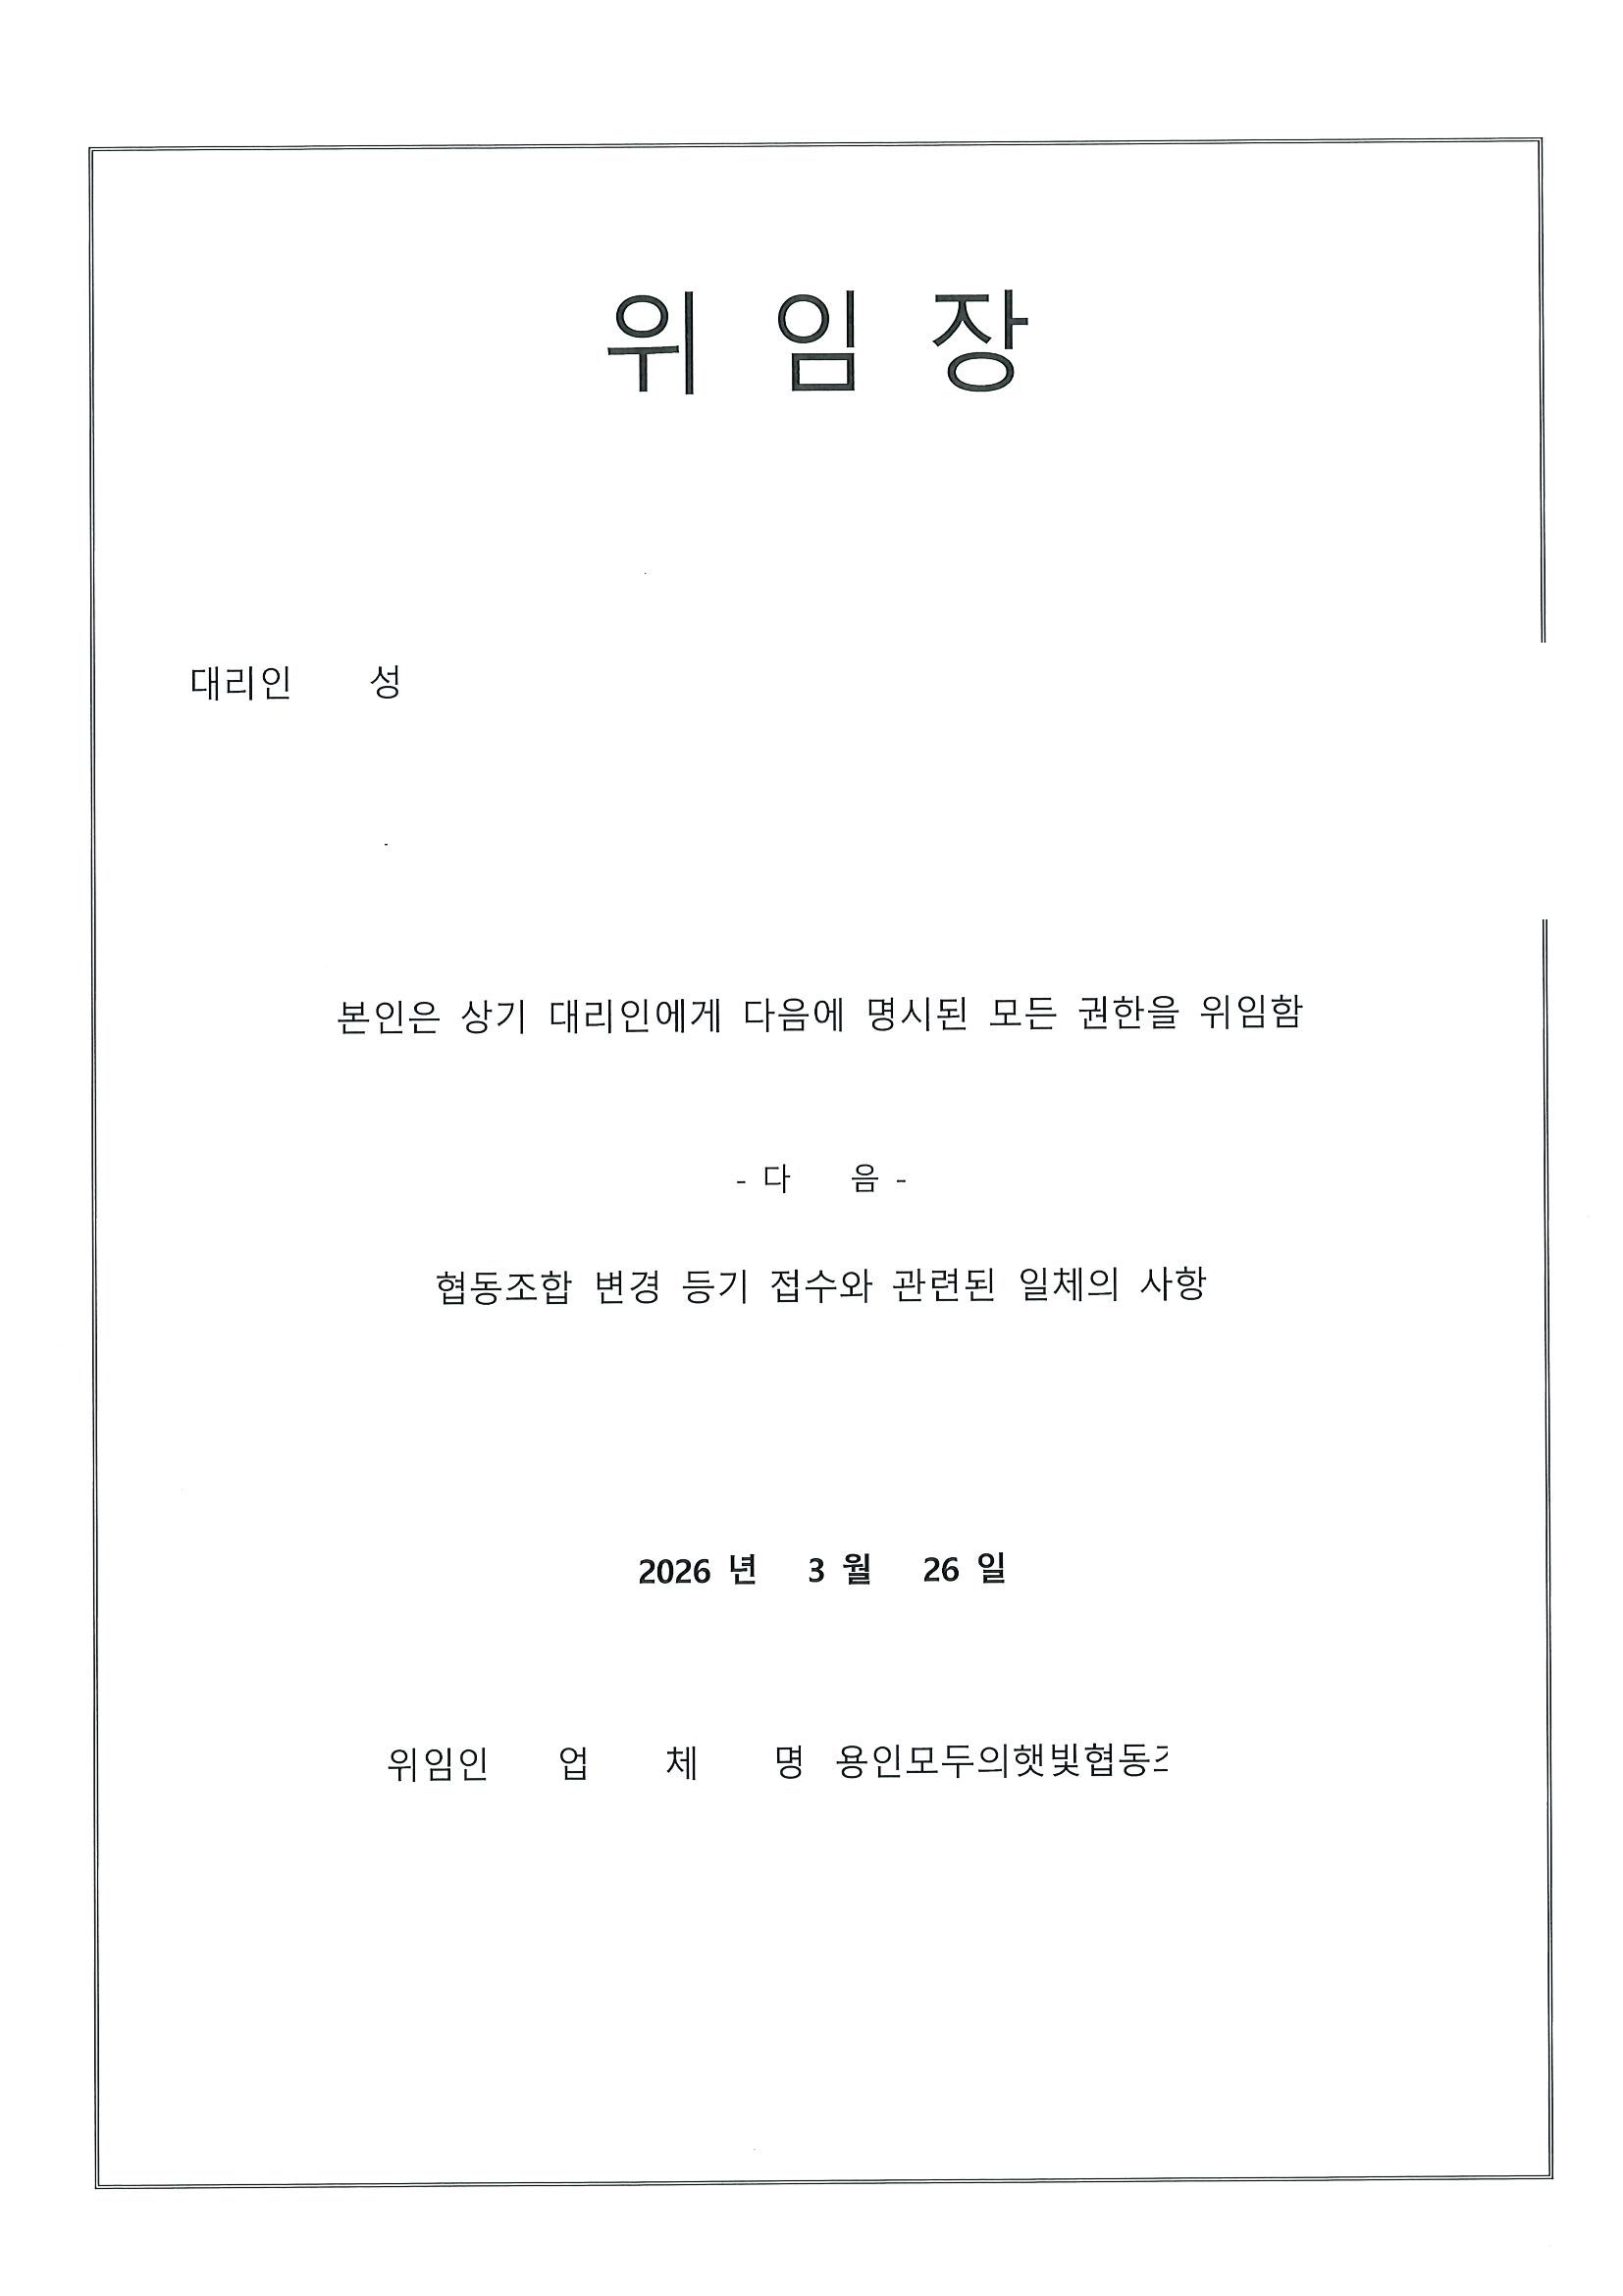 위 임 장
대리인 성
본인은 상기 대리인에게 다음에 명시된 모든 권한을 위임함
- 다 음 -
협동조합 변경 등기 접수와 관련된 일체의 사항
2026 년 3 월 26 일
위임인 업 체 명 용인모두의햇빛협동